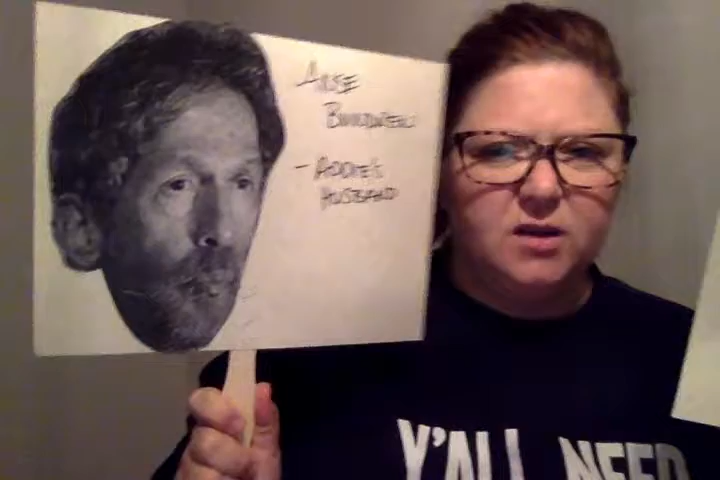 ANSE
BUNDREN
- ADDIE'S
HUSBAND
Y'ALL NEED